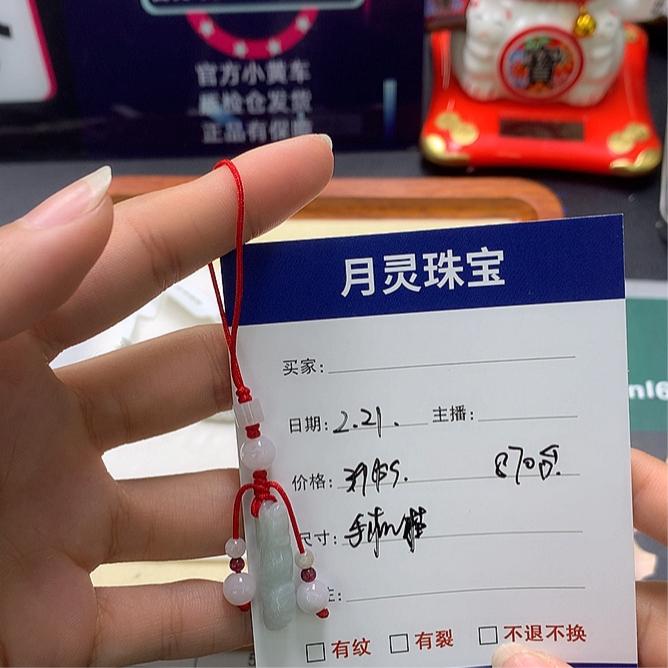 官方小黄车
质检仓发货
正品有保障
寶
月灵珠宝
买家:
日期: 2.21. 主播:
价格:
尺寸: 手机链
□ 有纹 □ 有裂 □ 不退不换